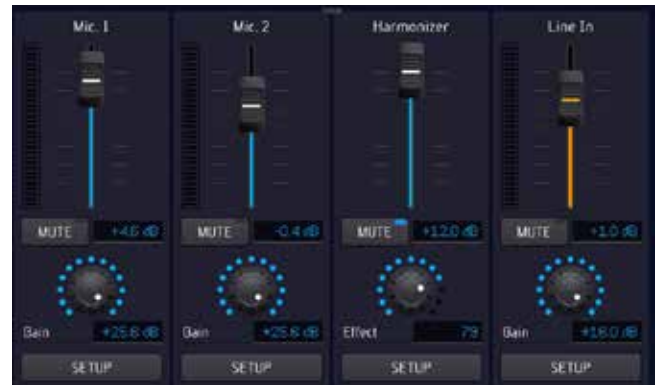 Mic. 1
Mic. 2
Harmonizer
Line In
MUTE +4.6 dB
MUTE -0.4 dB
MUTE +12.0 dB
MUTE +1.0 dB
Gain +25.6 dB
Gain +25.6 dB
Effect 79
Gain +16.0 dB
SETUP
SETUP
SETUP
SETUP